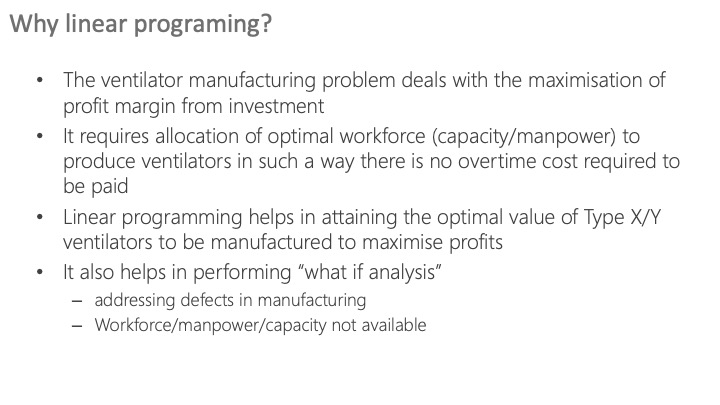 Why linear programing?
• The ventilator manufacturing problem deals with the maximisation of
profit margin from investment
• It requires allocation of optimal workforce (capacity/manpower) to
produce ventilators in such a way there is no overtime cost required to
be paid
• Linear programming helps in attaining the optimal value of Type X/Y
ventilators to be manufactured to maximise profits
• It also helps in performing “what if analysis”
– addressing defects in manufacturing
– Workforce/manpower/capacity not available